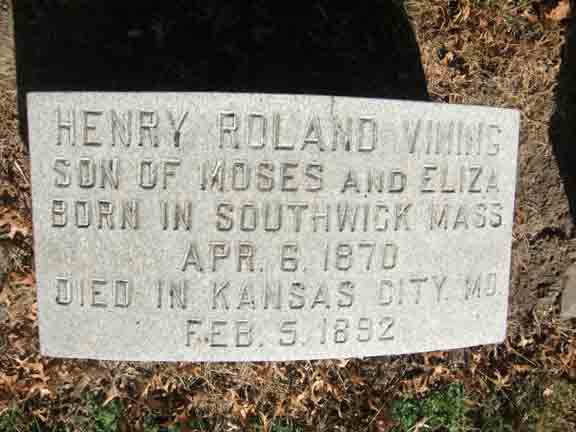 HENRY ROLAND VINING
SON OF MOSES AND ELIZA
BORN IN SOUTHWICK MASS
APR. 6. 1870
DIED IN KANSAS CITY. MO.
FEB. 5. 1892